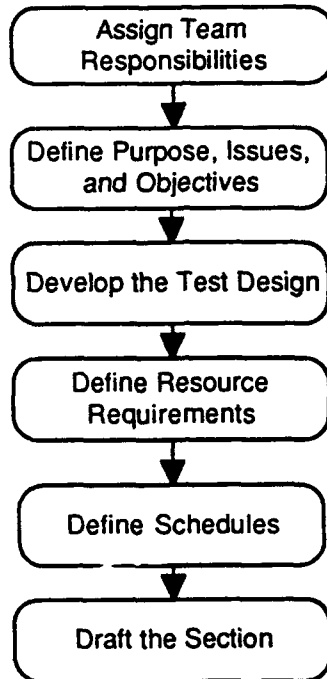 Assign Team
Responsibilities
Define Purpose, Issues,
and Objectives
Develop the Test Design
Define Resource
Requirements
Define Schedules
Draft the Section